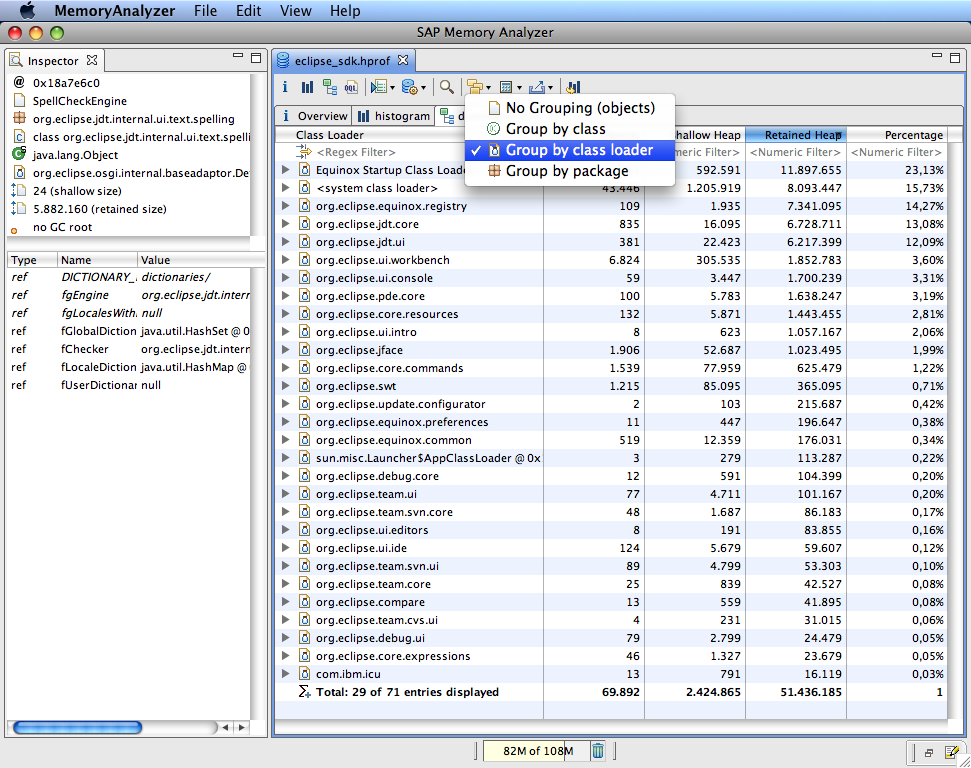 MemoryAnalyzer File Edit View Help
SAP Memory Analyzer
Inspector
@ 0x18a7e6c0
SpellCheckEngine
org.eclipse.jdt.internal.ui.text.spelling
class org.eclipse.jdt.internal.ui.text.spelli
java.lang.Object
org.eclipse.osgi.internal.baseadaptor.De
24 (shallow size)
5.882.160 (retained size)
no GC root
Type Name Value
ref DICTIONARY_ dictionaries/
ref fgEngine org.eclipse.jdt.intern
ref fgLocalesWith null
ref fGlobalDiction java.util.HashSet @ 0
ref fChecker org.eclipse.jdt.intern
ref fLocaleDiction java.util.HashMap @
ref fUserDictionar null
eclipse_sdk.hprof
i OQL
i Overview histogram d
No Grouping (objects)
Group by class
✓ Group by class loader
Group by package
Class Loader hallow Heap Retained Heap Percentage
<Regex Filter> meric Filter> <Numeric Filter> <Numeric Filter>
Equinox Startup Class Load 592.591 11.897.655 23,13%
<system class loader> 43.446 1.205.919 8.093.447 15,73%
org.eclipse.equinox.registry 109 1.935 7.341.095 14,27%
org.eclipse.jdt.core 835 16.095 6.728.711 13,08%
org.eclipse.jdt.ui 381 22.423 6.217.399 12,09%
org.eclipse.ui.workbench 6.824 305.535 1.852.783 3,60%
org.eclipse.ui.console 59 3.447 1.700.239 3,31%
org.eclipse.pde.core 100 5.783 1.638.247 3,19%
org.eclipse.core.resources 132 5.871 1.443.455 2,81%
org.eclipse.ui.intro 8 623 1.057.167 2,06%
org.eclipse.jface 1.906 52.687 1.023.495 1,99%
org.eclipse.core.commands 1.539 77.959 625.479 1,22%
org.eclipse.swt 1.215 85.095 365.095 0,71%
org.eclipse.update.configurator 2 103 215.687 0,42%
org.eclipse.equinox.preferences 11 447 196.647 0,38%
org.eclipse.equinox.common 519 12.359 176.031 0,34%
sun.misc.Launcher$AppClassLoader @ 0x 3 279 113.287 0,22%
org.eclipse.debug.core 12 591 104.399 0,20%
org.eclipse.team.ui 77 4.711 101.167 0,20%
org.eclipse.team.svn.core 48 1.687 86.183 0,17%
org.eclipse.ui.editors 8 191 83.855 0,16%
org.eclipse.ui.ide 124 5.679 59.607 0,12%
org.eclipse.team.svn.ui 89 4.799 53.303 0,10%
org.eclipse.team.core 25 839 42.527 0,08%
org.eclipse.compare 13 559 41.895 0,08%
org.eclipse.team.cvs.ui 4 231 31.015 0,06%
org.eclipse.debug.ui 79 2.799 24.479 0,05%
org.eclipse.core.expressions 46 1.327 23.679 0,05%
com.ibm.icu 13 791 16.119 0,03%
Total: 29 of 71 entries displayed 69.892 2.424.865 51.436.185 1
82M of 108M